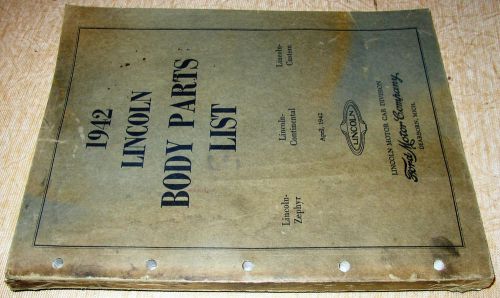 1942
LINCOLN
BODY PARTS
LIST
Lincoln-
Zephyr
Lincoln-
Continental
Lincoln-
Custom
April, 1942
LINCOLN
LINCOLN MOTOR CAR DIVISION
Ford Motor Company,
DEARBORN, MICH.